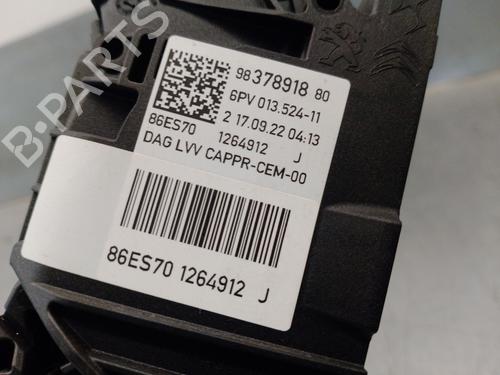 98 378918 80
6PV 013.524-11
2 17.09.22 04:13
86ES70 1264912 J
DAG LVV CAPPR-CEM-00
86ES70 1264912 J